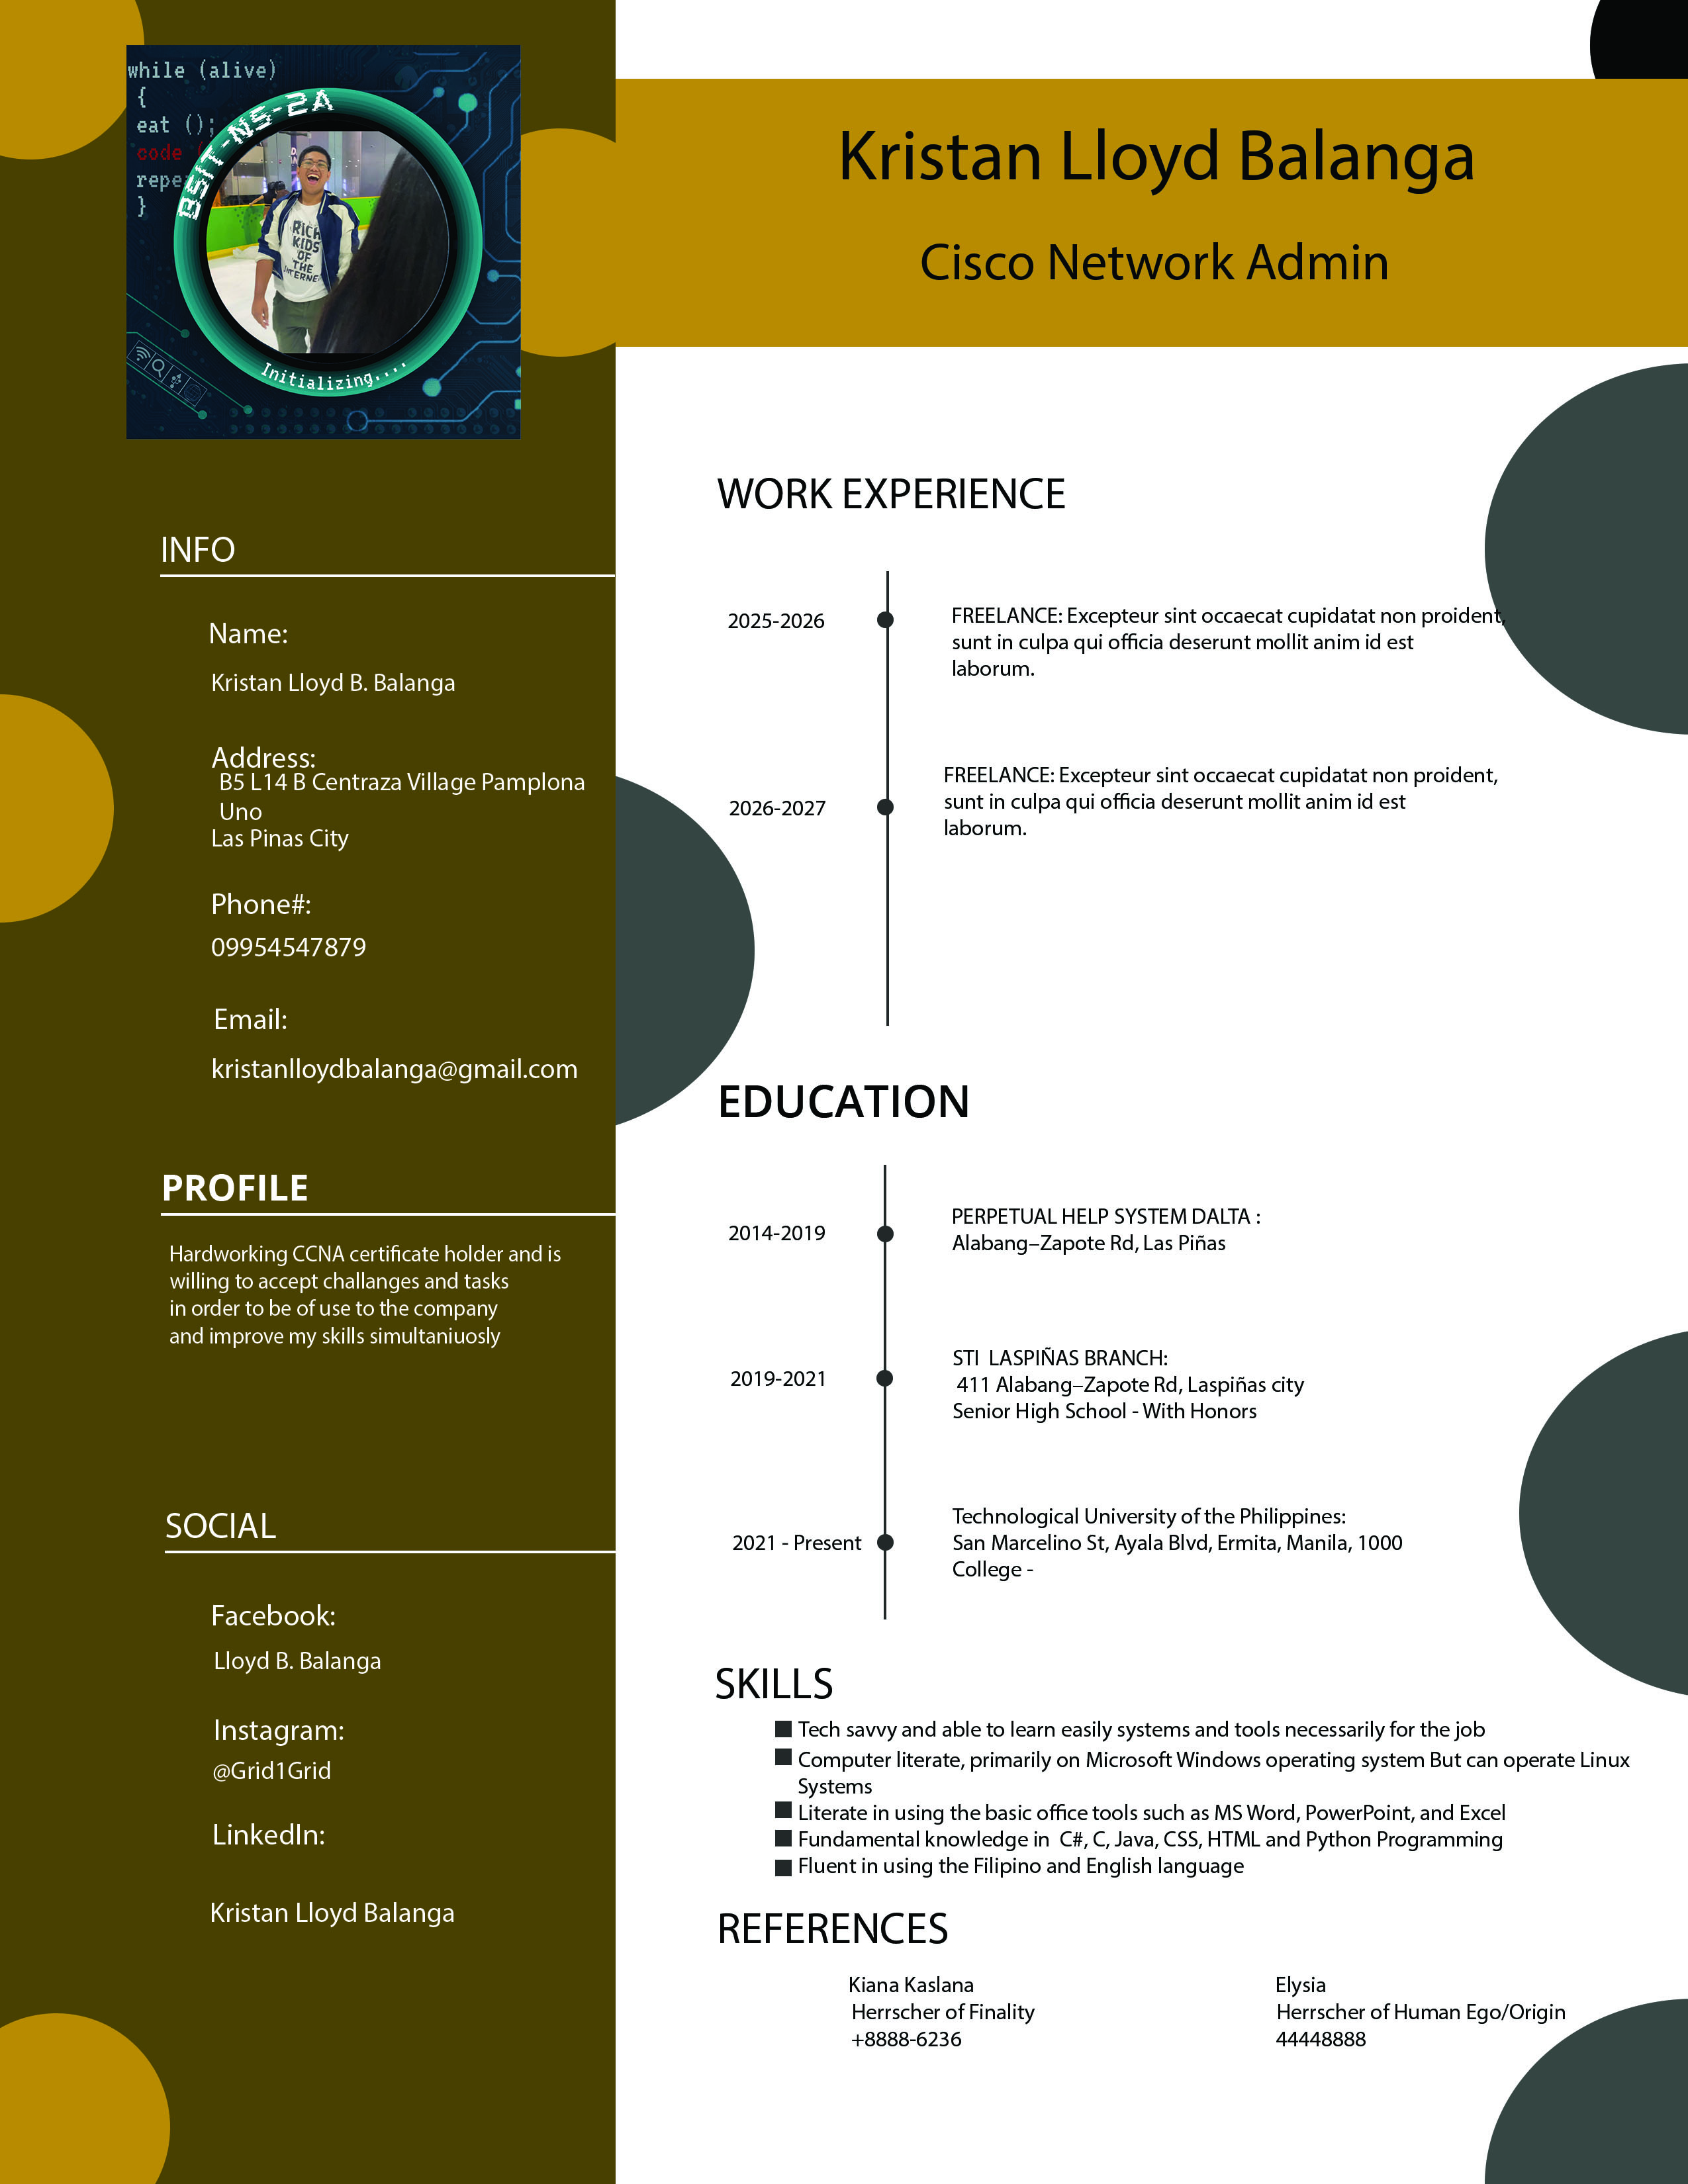 while (alive)
{
eat ();
code (
repe
}
BSIT-NS-2A
RICH
KIDS
OF
THE
INTERNET
Initializing....
Kristan Lloyd Balanga
Cisco Network Admin
INFO
Name:
Kristan Lloyd B. Balanga
Address:
B5 L14 B Centraza Village Pamplona
Uno
Las Pinas City
Phone#:
09954547879
Email:
kristanlloydbalanga@gmail.com
PROFILE
Hardworking CCNA certificate holder and is
willing to accept challanges and tasks
in order to be of use to the company
and improve my skills simultaniuosly
SOCIAL
Facebook:
Lloyd B. Balanga
Instagram:
@Grid1Grid
LinkedIn:
Kristan Lloyd Balanga
WORK EXPERIENCE
2025-2026
FREELANCE: Excepteur sint occaecat cupidatat non proident,
sunt in culpa qui officia deserunt mollit anim id est
laborum.
2026-2027
FREELANCE: Excepteur sint occaecat cupidatat non proident,
sunt in culpa qui officia deserunt mollit anim id est
laborum.
EDUCATION
2014-2019
PERPETUAL HELP SYSTEM DALTA :
Alabang–Zapote Rd, Las Piñas
2019-2021
STI  LASPIÑAS BRANCH:
411 Alabang–Zapote Rd, Laspiñas city
Senior High School - With Honors
2021 - Present
Technological University of the Philippines:
San Marcelino St, Ayala Blvd, Ermita, Manila, 1000
College -
SKILLS
Tech savvy and able to learn easily systems and tools necessarily for the job
Computer literate, primarily on Microsoft Windows operating system But can operate Linux
Systems
Literate in using the basic office tools such as MS Word, PowerPoint, and Excel
Fundamental knowledge in  C#, C, Java, CSS, HTML and Python Programming
Fluent in using the Filipino and English language
REFERENCES
Kiana Kaslana
Herrscher of Finality
+8888-6236
Elysia
Herrscher of Human Ego/Origin
44448888